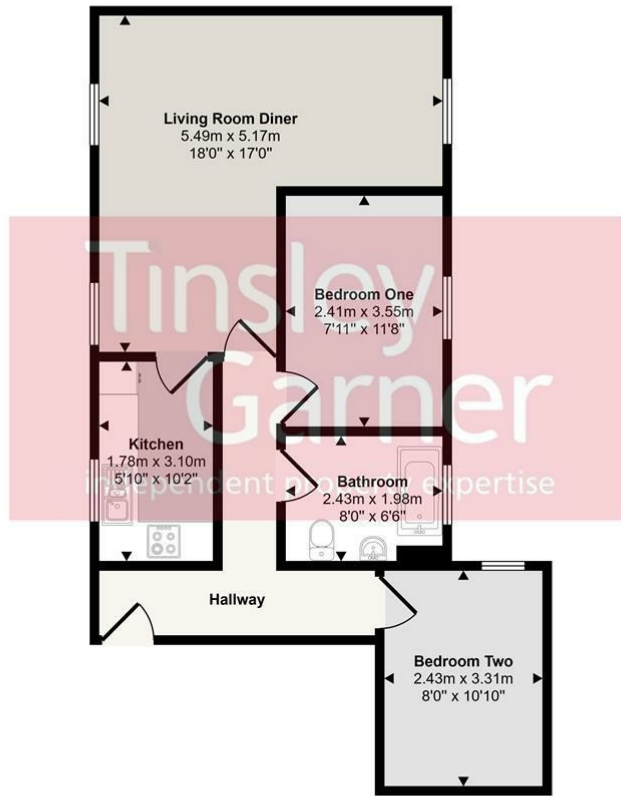 Living Room Diner
5.49m x 5.17m
18'0" x 17'0"
Tinsley
Garner
independent property expertise
Bedroom One
2.41m x 3.55m
7'11" x 11'8"
Kitchen
1.78m x 3.10m
5'10" x 10'2"
Bathroom
2.43m x 1.98m
8'0" x 6'6"
Hallway
Bedroom Two
2.43m x 3.31m
8'0" x 10'10"